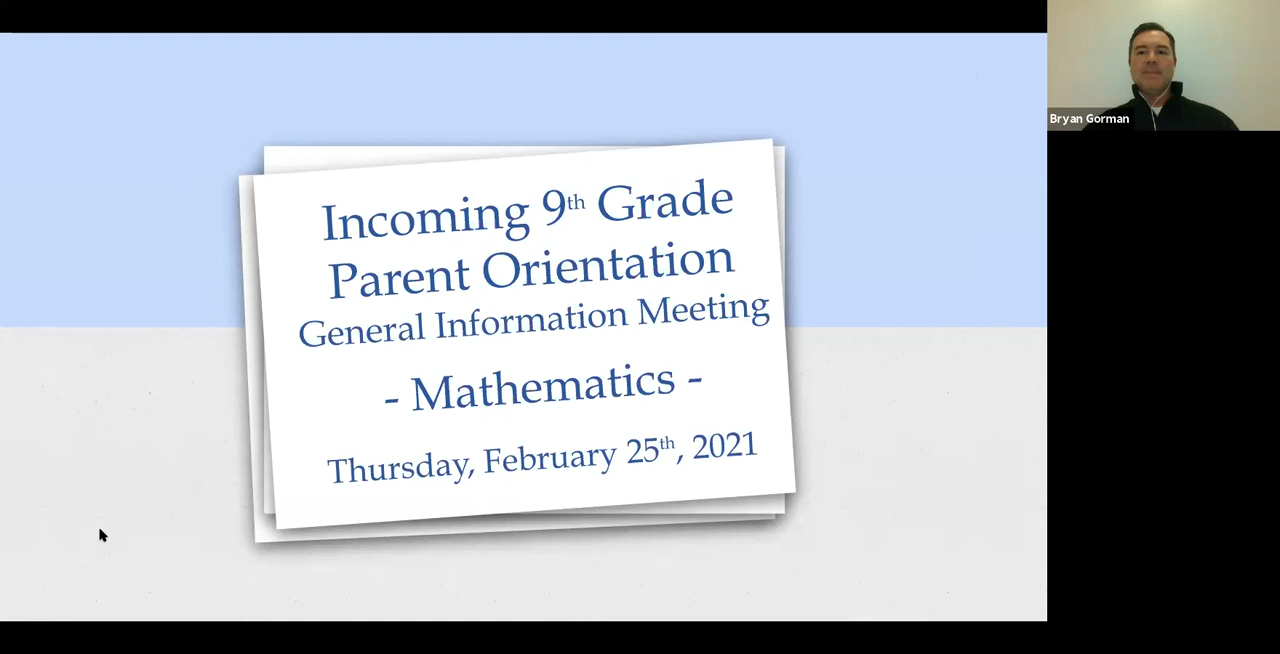 Incoming 9th Grade
Parent Orientation
General Information Meeting
- Mathematics -
Thursday, February 25th, 2021
Bryan Gorman